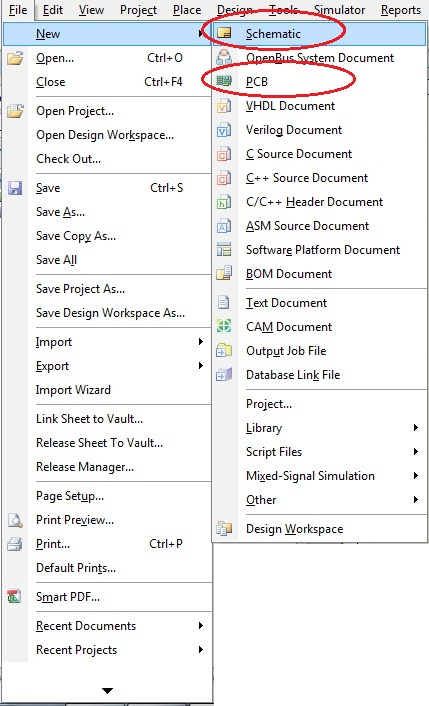 File Edit View Project Place Design Tools Simulator Reports
New
Open... Ctrl+O
Close Ctrl+F4
Open Project...
Open Design Workspace...
Check Out...
Save Ctrl+S
Save As...
Save Copy As...
Save All
Save Project As...
Save Design Workspace As...
Import
Export
Import Wizard
Link Sheet to Vault...
Release Sheet To Vault...
Release Manager...
Page Setup...
Print Preview...
Print... Ctrl+P
Default Prints...
Smart PDF...
Recent Documents
Recent Projects
Schematic
OpenBus System Document
PCB
VHDL Document
Verilog Document
C Source Document
C++ Source Document
C/C++ Header Document
ASM Source Document
Software Platform Document
BOM Document
Text Document
CAM Document
Output Job File
Database Link File
Project...
Library
Script Files
Mixed-Signal Simulation
Other
Design Workspace